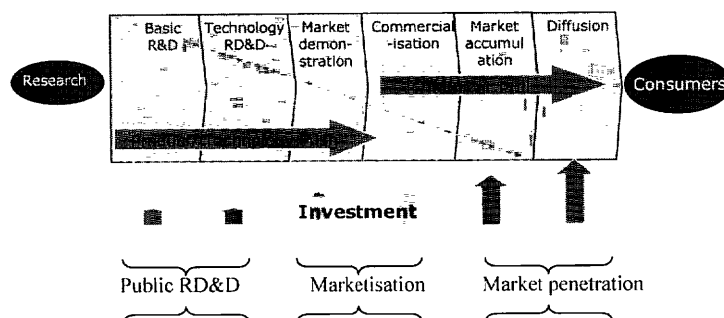 Basic
R&D
Technology
RD&D
Market
demon-
stration
Commercial
-isation
Market
accumul
ation
Diffusion
Research
Consumers
Investment
Public RD&D
Marketisation
Market penetration